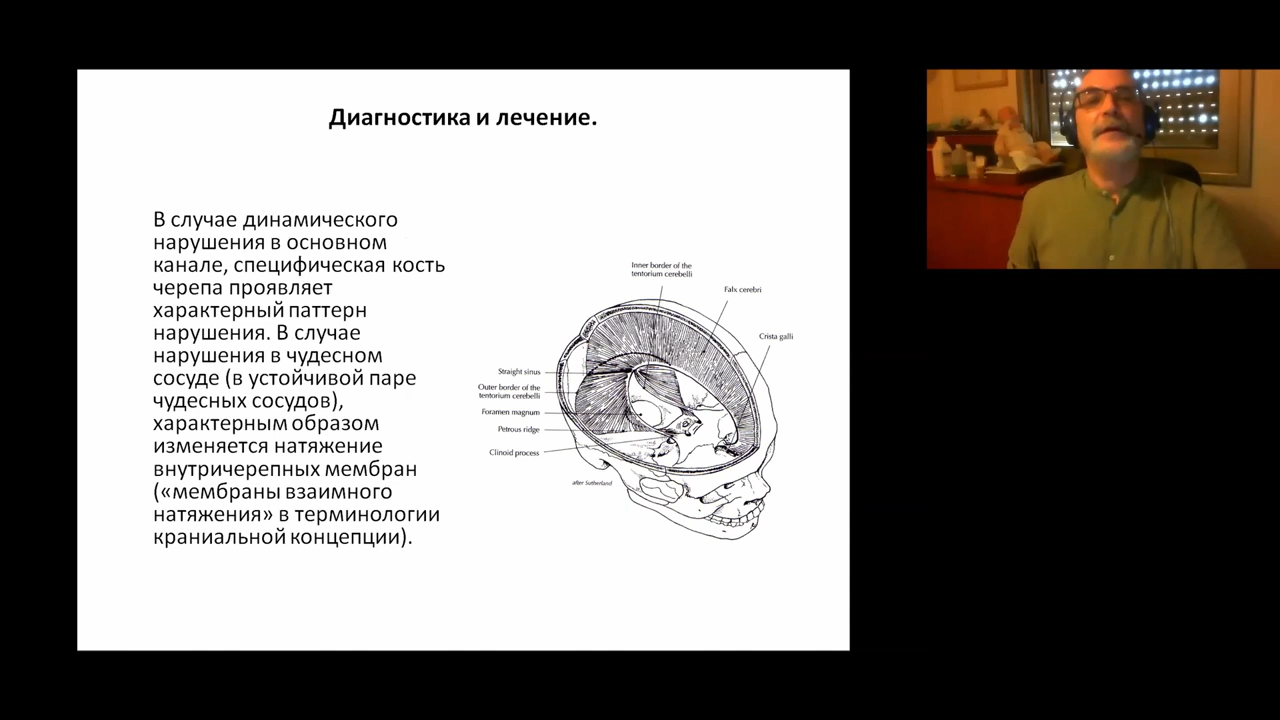 Диагностика и лечение.
В случае динамического
нарушения в основном
канале, специфическая кость
черепа проявляет
характерный паттерн
нарушения. В случае
нарушения в чудесном
сосуде (в устойчивой паре
чудесных сосудов),
характерным образом
изменяется натяжение
внутричерепных мембран
(«мембраны взаимного
натяжения» в терминологии
краниальной концепции).
Inner border of the
tentorium cerebelli
Falx cerebri
Crista galli
Straight sinus
Outer border of the
tentorium cerebelli
Foramen magnum
Petrous ridge
Clinoid process
after Sutherland